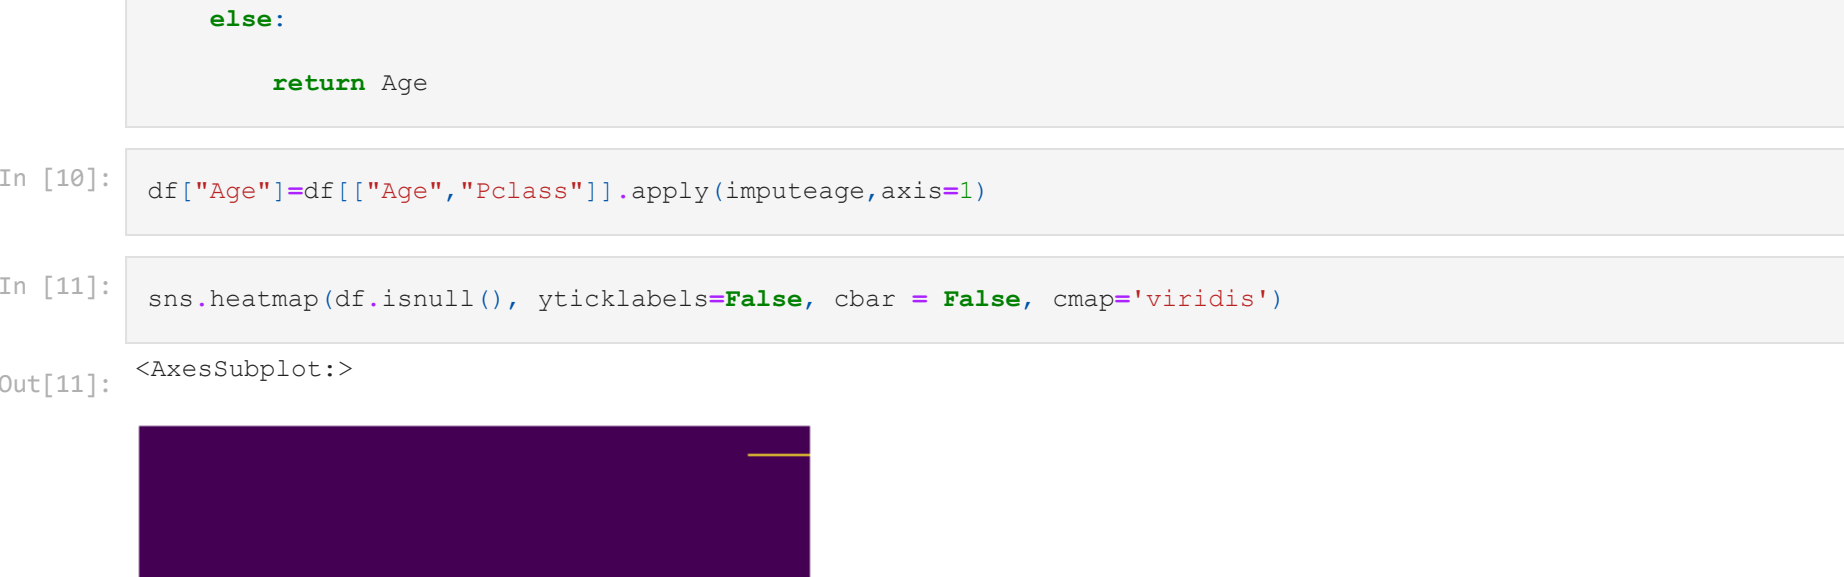 else:
return Age
In [10]:
df["Age"]=df[["Age","Pclass"]].apply(imputeage,axis=1)
In [11]:
sns.heatmap(df.isnull(), yticklabels=False, cbar = False, cmap='viridis')
Out[11]:
<AxesSubplot:>